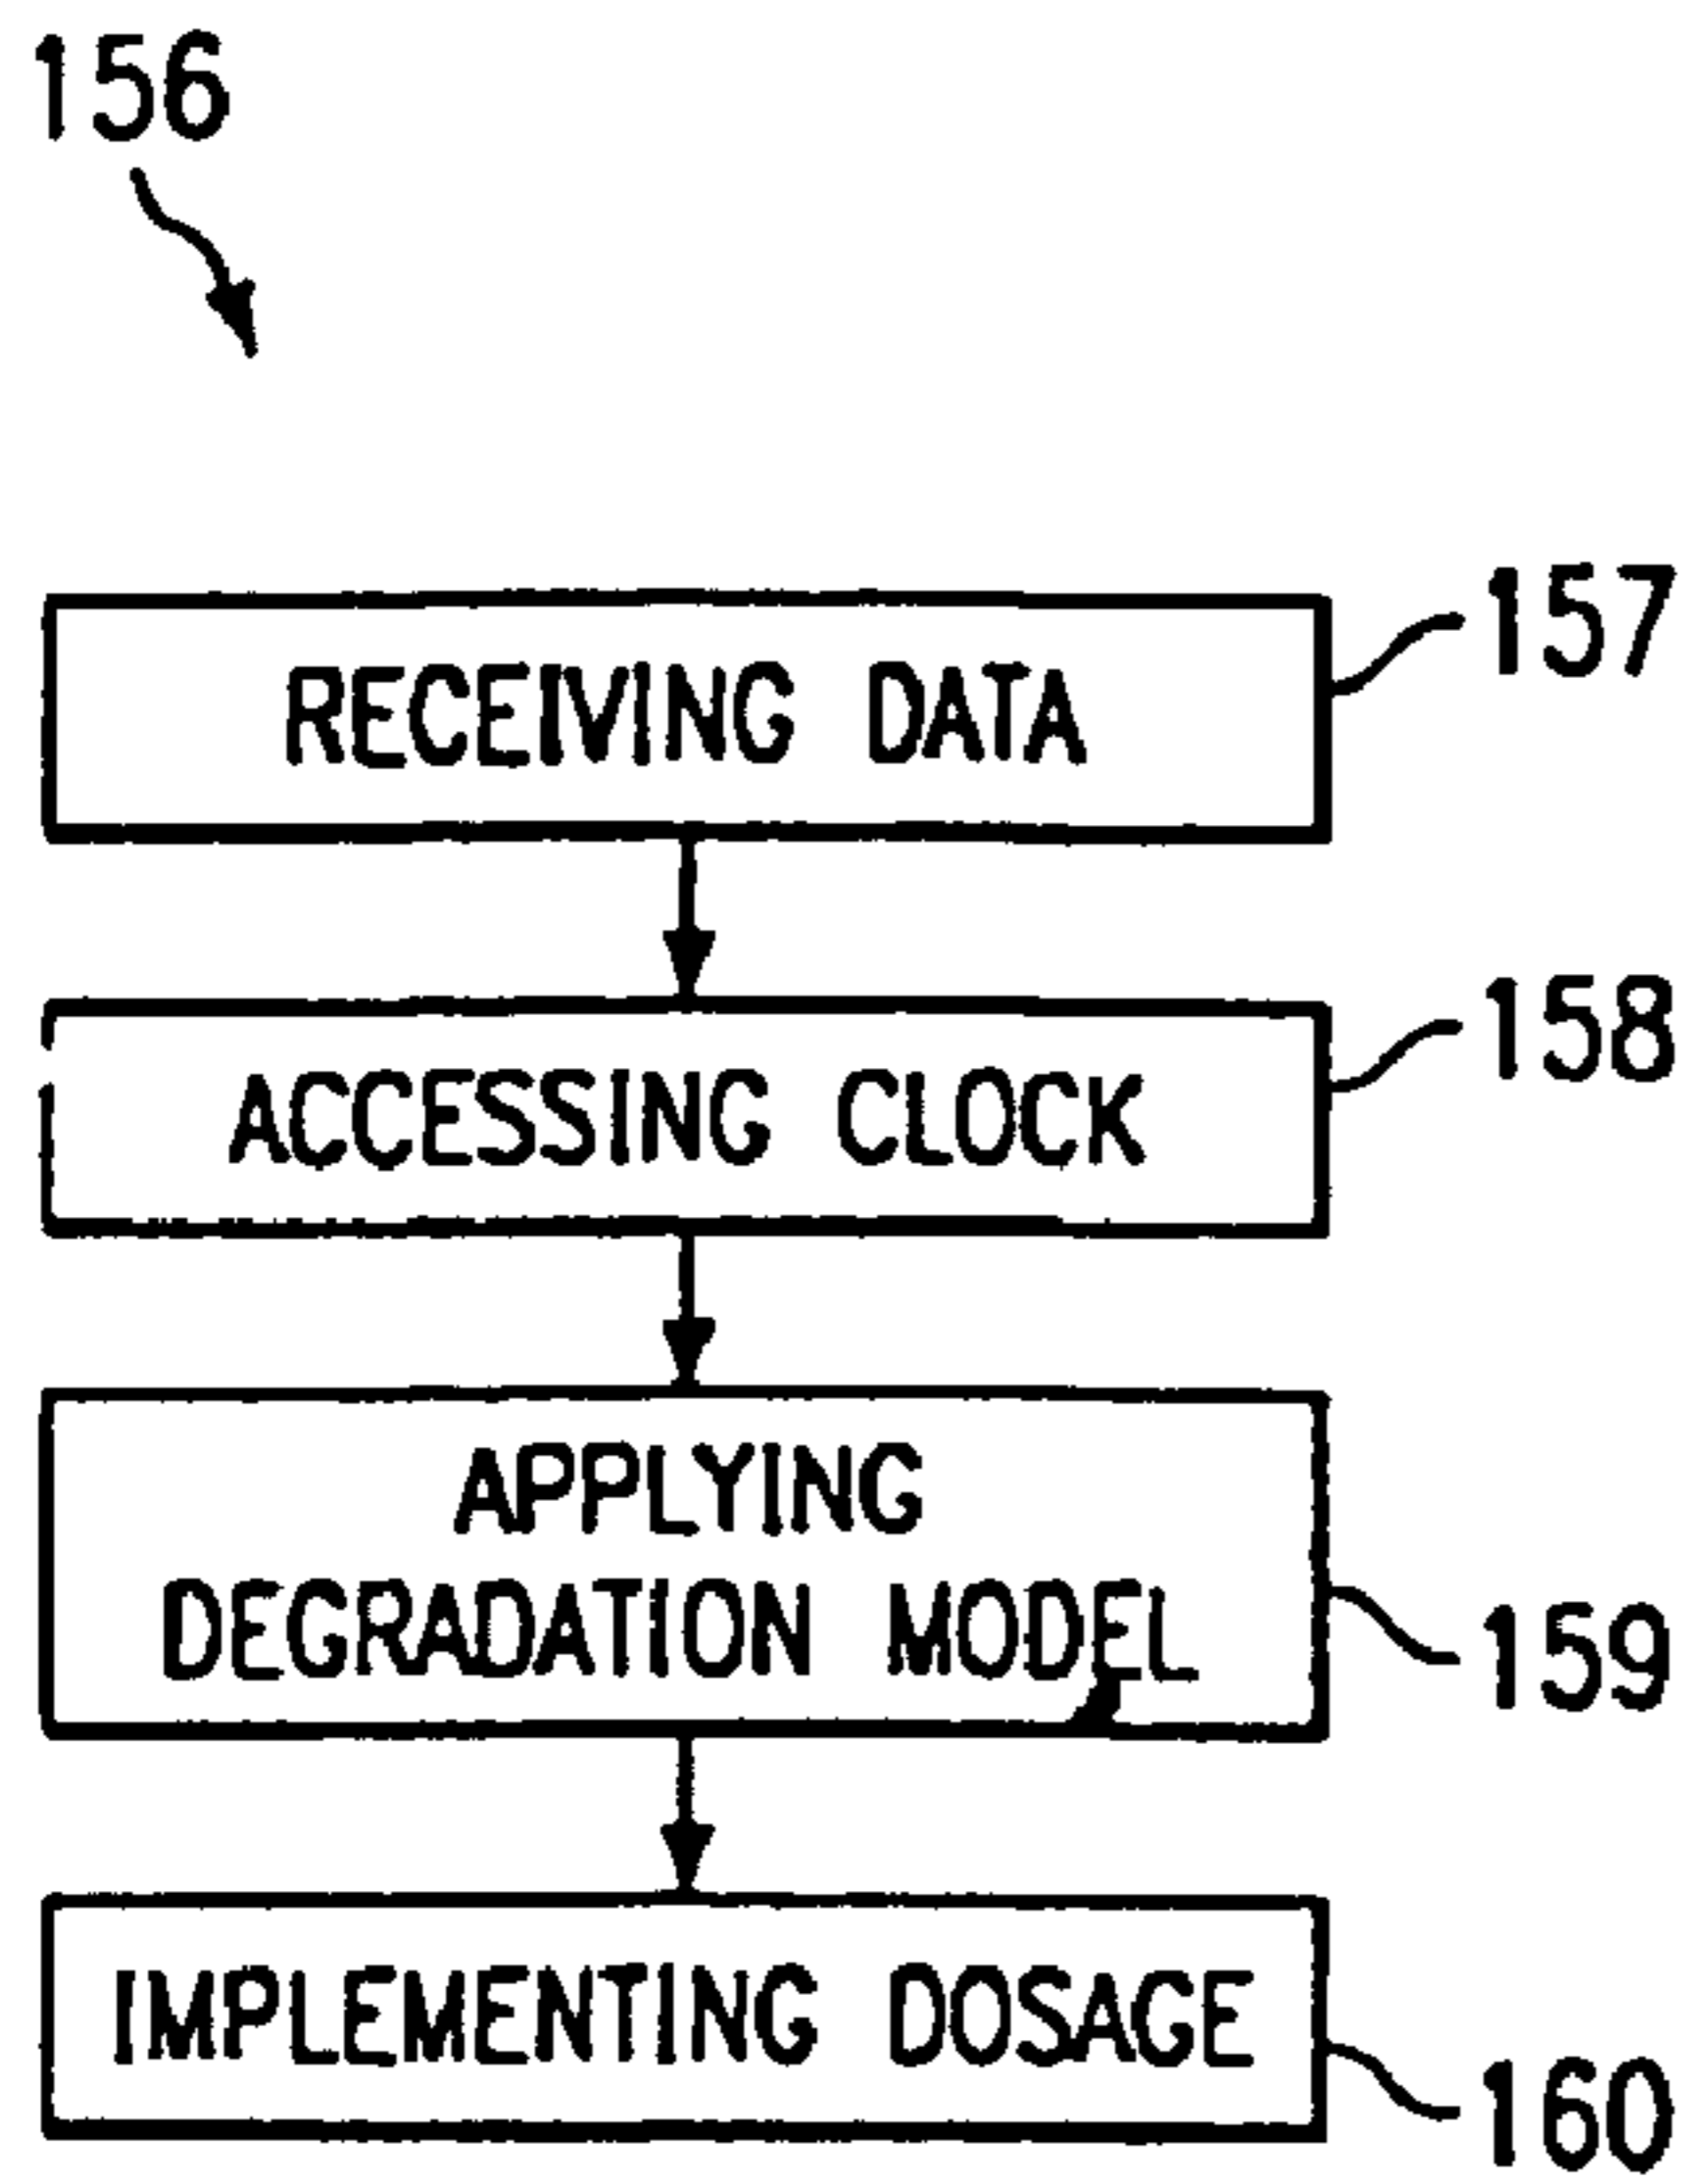 156
RECEIVING DATA
157
ACCESSING CLOCK
158
APPLYING
DEGRADATION MODEL
159
IMPLEMENTING DOSAGE
160